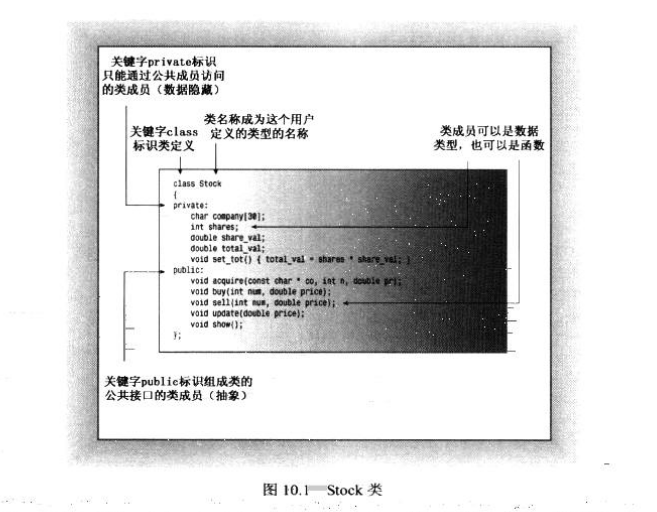 关键字private标识
只能通过公共成员访问
的类成员（数据隐藏）
关键字class
标识类定义
类名称成为这个用户
定义的类型的名称
类成员可以是数据
类型，也可以是函数
class Stock
{
private:
char company[30];
int shares;
double share_val;
double total_val;
void set_tot() { total_val = shares * share_val; }
public:
void acquire(const char * co, int n, double pr);
void buy(int num, double price);
void sell(int num, double price);
void update(double price);
void show();
};
关键字public标识组成类的
公共接口的类成员（抽象）
图 10.1 Stock 类